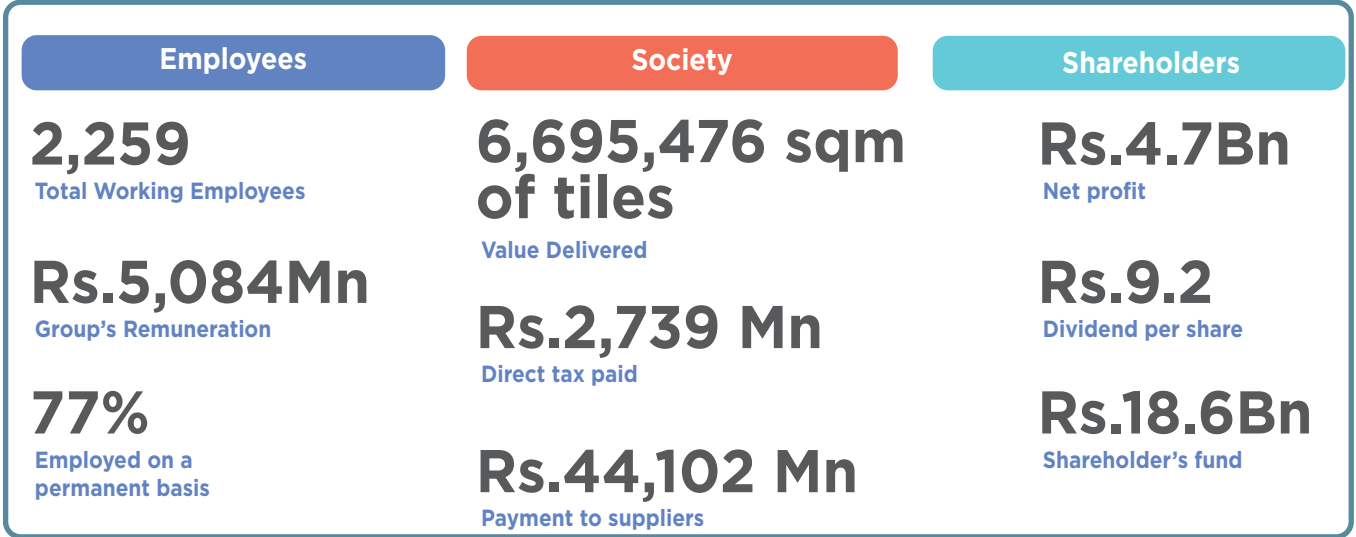 Employees
2,259
Total Working Employees
Rs.5,084Mn
Group's Remuneration
77%
Employed on a
permanent basis
Society
6,695,476 sqm
of tiles
Value Delivered
Rs.2,739 Mn
Direct tax paid
Rs.44,102 Mn
Payment to suppliers
Shareholders
Rs.4.7Bn
Net profit
Rs.9.2
Dividend per share
Rs.18.6Bn
Shareholder's fund